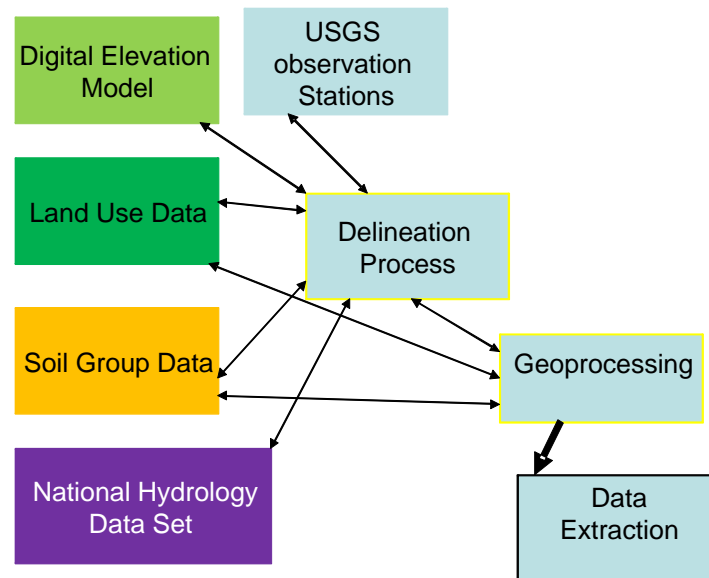 Digital Elevation
Model
USGS
observation
Stations
Land Use Data
Delineation
Process
Soil Group Data
Geoprocessing
National Hydrology
Data Set
Data
Extraction